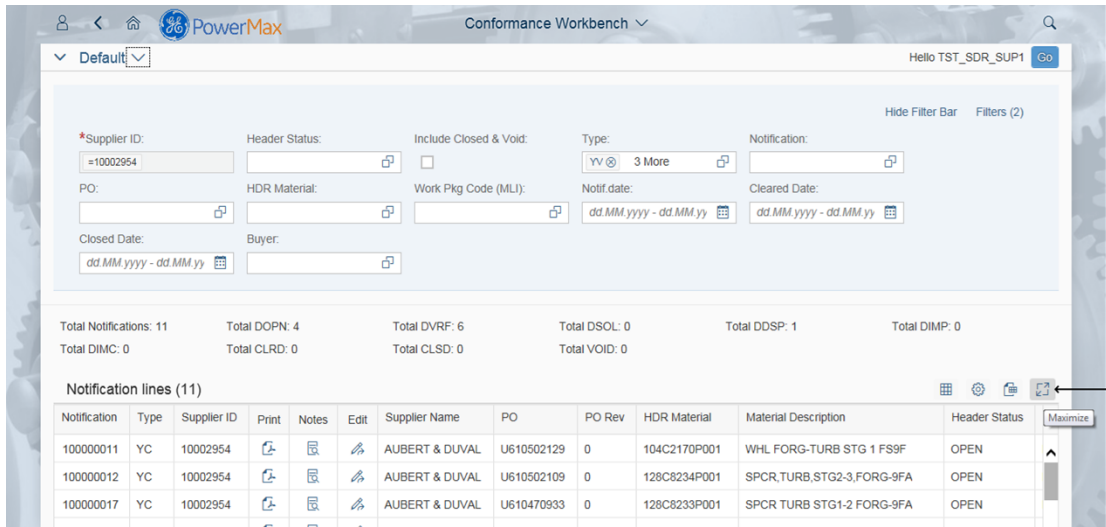 PowerMax Conformance Workbench
Default Hello TST_SDR_SUP1 Go
Hide Filter Bar Filters (2)
*Supplier ID: Header Status: Include Closed & Void: Type: Notification:
=10002954 YV 3 More
PO: HDR Material: Work Pkg Code (MLI): Notif.date: Cleared Date:
dd.MM.yyyy - dd.MM.yy dd.MM.yyyy - dd.MM.yy
Closed Date: Buyer:
dd.MM.yyyy - dd.MM.yy
Total Notifications: 11 Total DOPN: 4 Total DVRF: 6 Total DSOL: 0 Total DDSP: 1 Total DIMP: 0
Total DIMC: 0 Total CLRD: 0 Total CLSD: 0 Total VOID: 0
Notification lines (11)
Notification Type Supplier ID Print Notes Edit Supplier Name PO PO Rev HDR Material Material Description Header Status Maximize
100000011 YC 10002954 AUBERT & DUVAL U610502129 0 104C2170P001 WHL FORG-TURB STG 1 FS9F OPEN
100000012 YC 10002954 AUBERT & DUVAL U610502109 0 128C8234P001 SPCR,TURB,STG2-3,FORG-9FA OPEN
100000017 YC 10002954 AUBERT & DUVAL U610470933 0 128C8233P001 SPCR TURB STG1-2 FORG-9FA OPEN